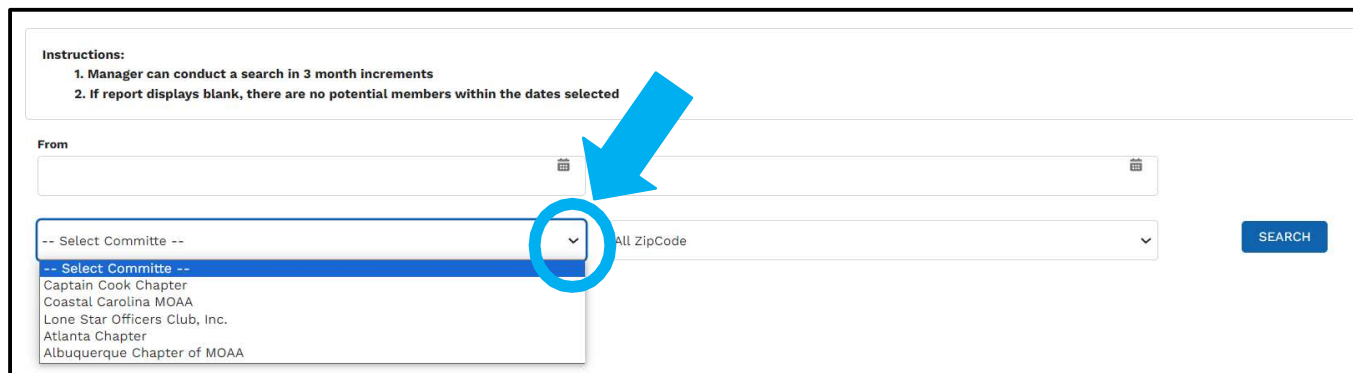 Instructions:
1. Manager can conduct a search in 3 month increments
2. If report displays blank, there are no potential members within the dates selected
From
-- Select Committe --
All ZipCode
SEARCH
-- Select Committe --
Captain Cook Chapter
Coastal Carolina MOAA
Lone Star Officers Club, Inc.
Atlanta Chapter
Albuquerque Chapter of MOAA